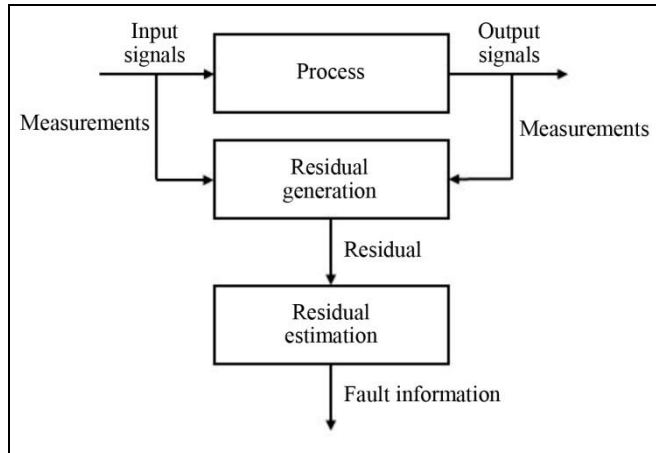 Input
signals
Output
signals
Process
Measurements
Measurements
Residual
generation
Residual
Residual
estimation
Fault information